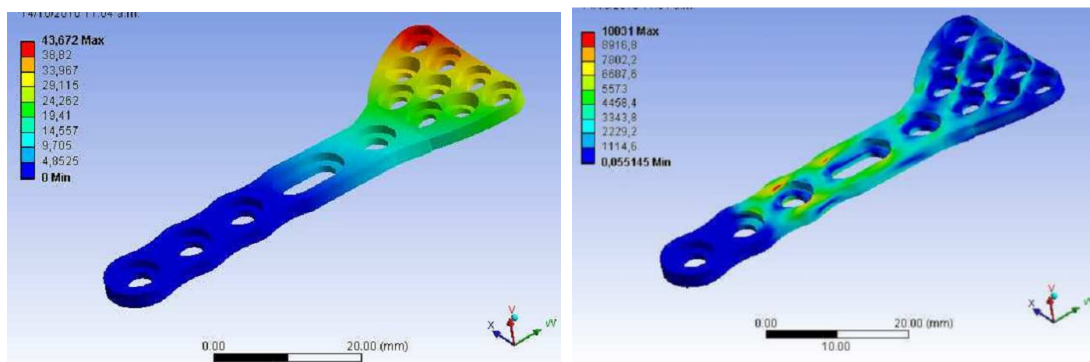 43,672 Max
38,82
33,967
29,115
24,262
19,41
14,557
9,705
4,8525
0 Min
0.00
20.00 (mm)
X
10031 Max
8916,8
7802,2
6687,6
5573
4458,4
3343,8
2229,2
1114,6
0,055145 Min
0.00
20.00 (mm)
10.00
X